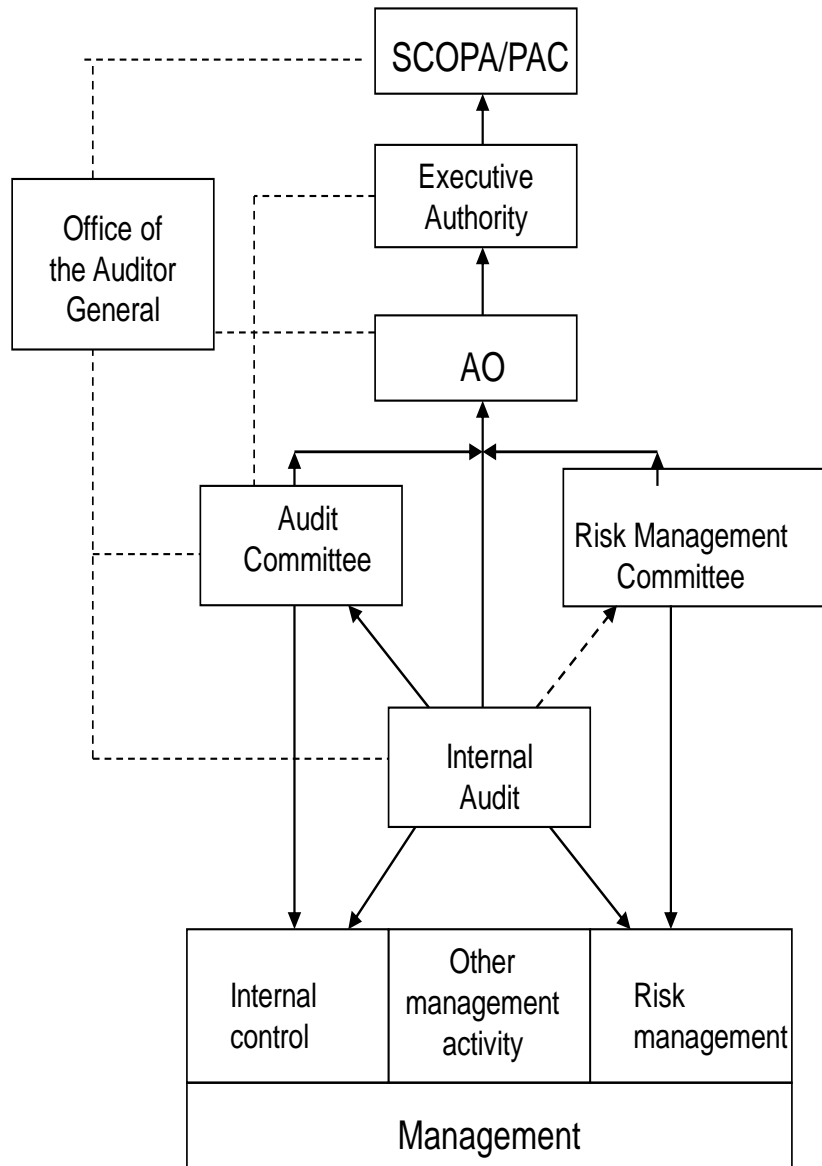 SCOPA/PAC
Executive
Authority
Office of
the Auditor
General
AO
Audit
Committee
Risk Management
Committee
Internal
Audit
Internal
control
Other
management
activity
Risk
management
Management